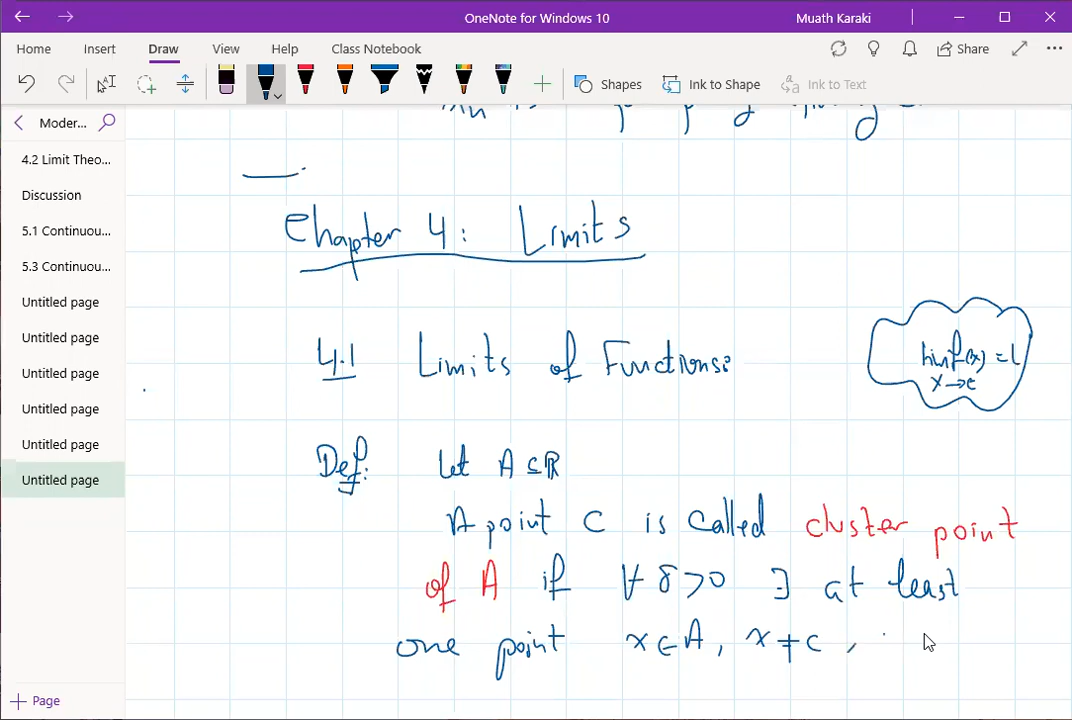 OneNote for Windows 10
Muath Karaki
Home Insert Draw View Help Class Notebook
Share
Shapes
Ink to Shape
Ink to Text
Moder...
4.2 Limit Theo...
Discussion
5.1 Continuou...
5.3 Continuou...
Untitled page
Untitled page
Untitled page
Untitled page
Untitled page
Untitled page
Page
Chapter 4: Limits
4.1 Limits of Functions:
lim f(x) = L
x→c
Def: let A ⊆ ℝ
A point C is called cluster point
of A if ∀ δ > 0 ∃ at least
one point x ∈ A, x ≠ c,